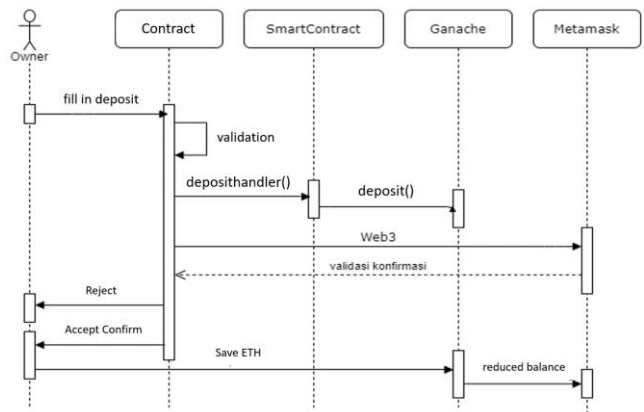 Contract
SmartContract
Ganache
Metamask
Owner
fill in deposit
validation
deposithandler()
deposit()
Web3
validasi konfirmasi
Reject
Accept Confirm
Save ETH
reduced balance